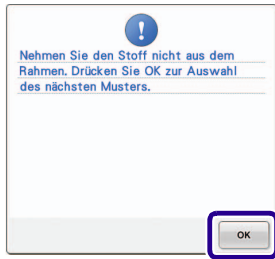 Nehmen Sie den Stoff nicht aus dem
Rahmen. Drücken Sie OK zur Auswahl
des nächsten Musters.
OK